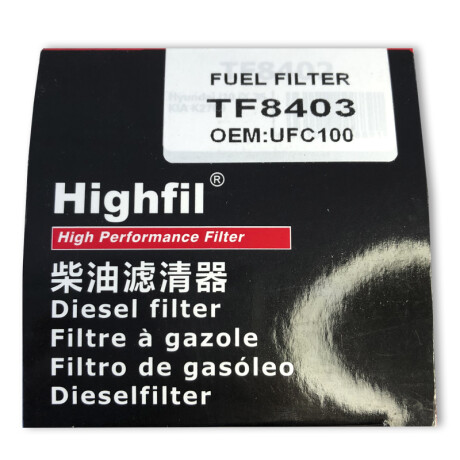 FUEL FILTER
TF8403
OEM:UFC100
Highfil®
High Performance Filter
柴油滤清器
Diesel filter
Filtre à gazole
Filtro de gasóleo
Dieselfilter